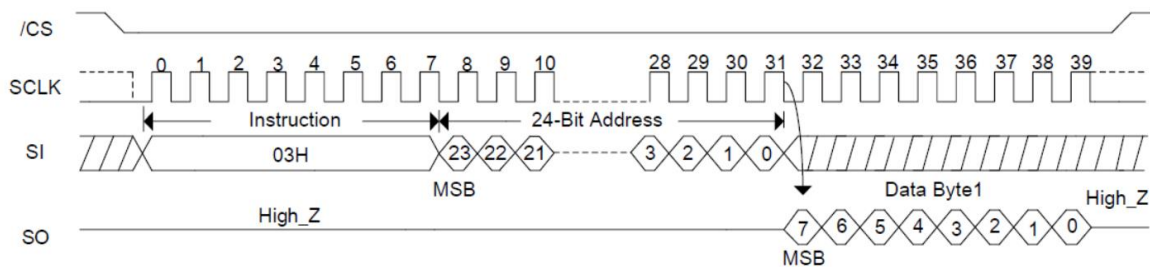 /CS
0 1 2 3 4 5 6 7 8 9 10 28 29 30 31 32 33 34 35 36 37 38 39
SCLK
Instruction 24-Bit Address
SI 03H 23 22 21 3 2 1 0
MSB Data Byte1
High_Z High_Z
SO 7 6 5 4 3 2 1 0
MSB